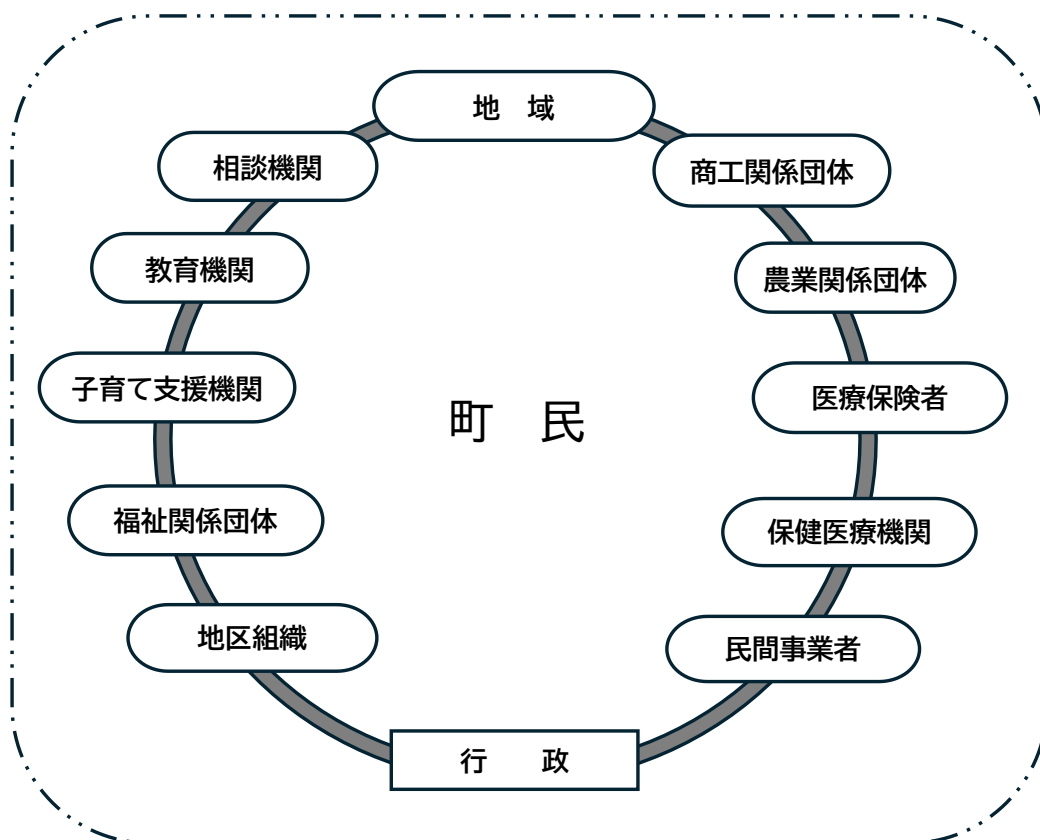 地　域
相談機関
商工関係団体
教育機関
農業関係団体
子育て支援機関
医療保険者
町　民
福祉関係団体
保健医療機関
地区組織
民間事業者
行　　政